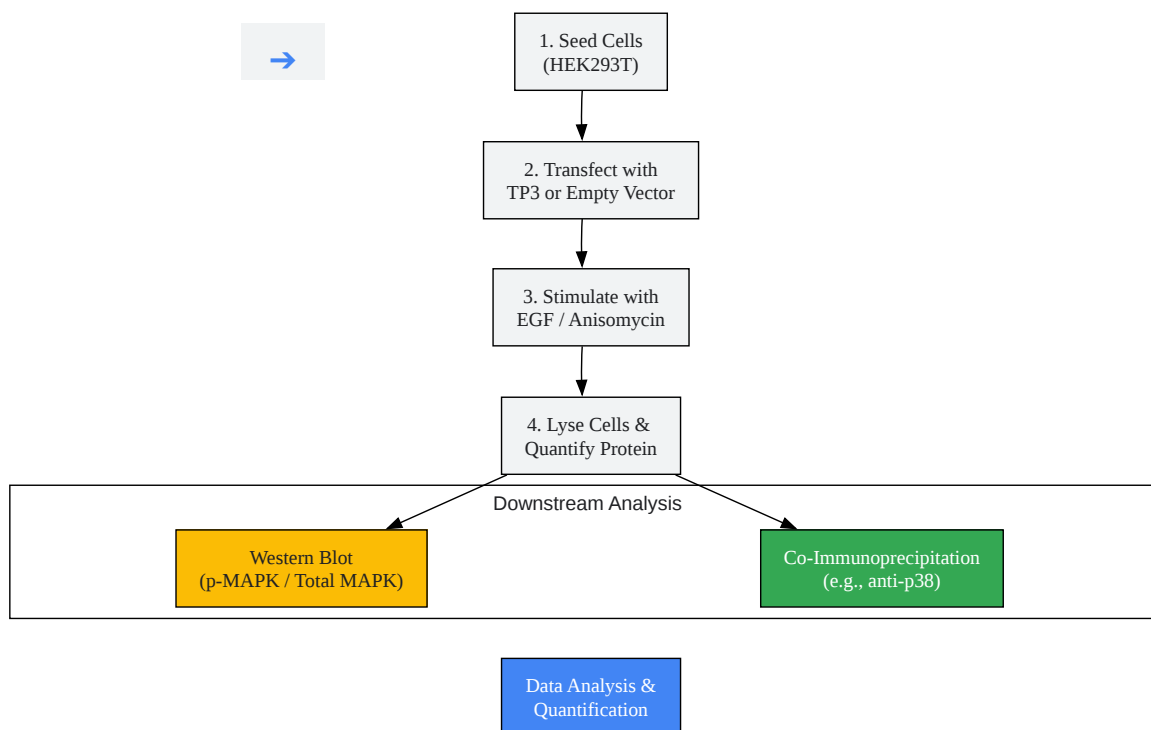 ➔
1. Seed Cells
(HEK293T)
2. Transfect with
TP3 or Empty Vector
3. Stimulate with
EGF / Anisomycin
4. Lyse Cells &
Quantify Protein
Downstream Analysis
Western Blot
(p-MAPK / Total MAPK)
Co-Immunoprecipitation
(e.g., anti-p38)
Data Analysis &
Quantification